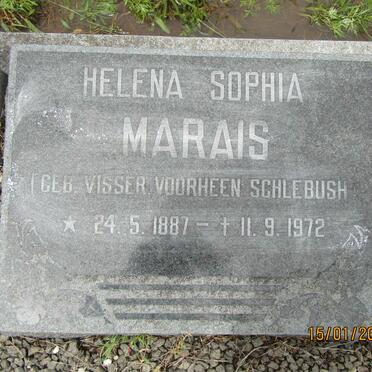 HELENA SOPHIA
MARAIS
(GEB. VISSER, VOORHEEN SCHLEBUSH
* 24. 5. 1887 – † 11. 9. 1972
15/01/20